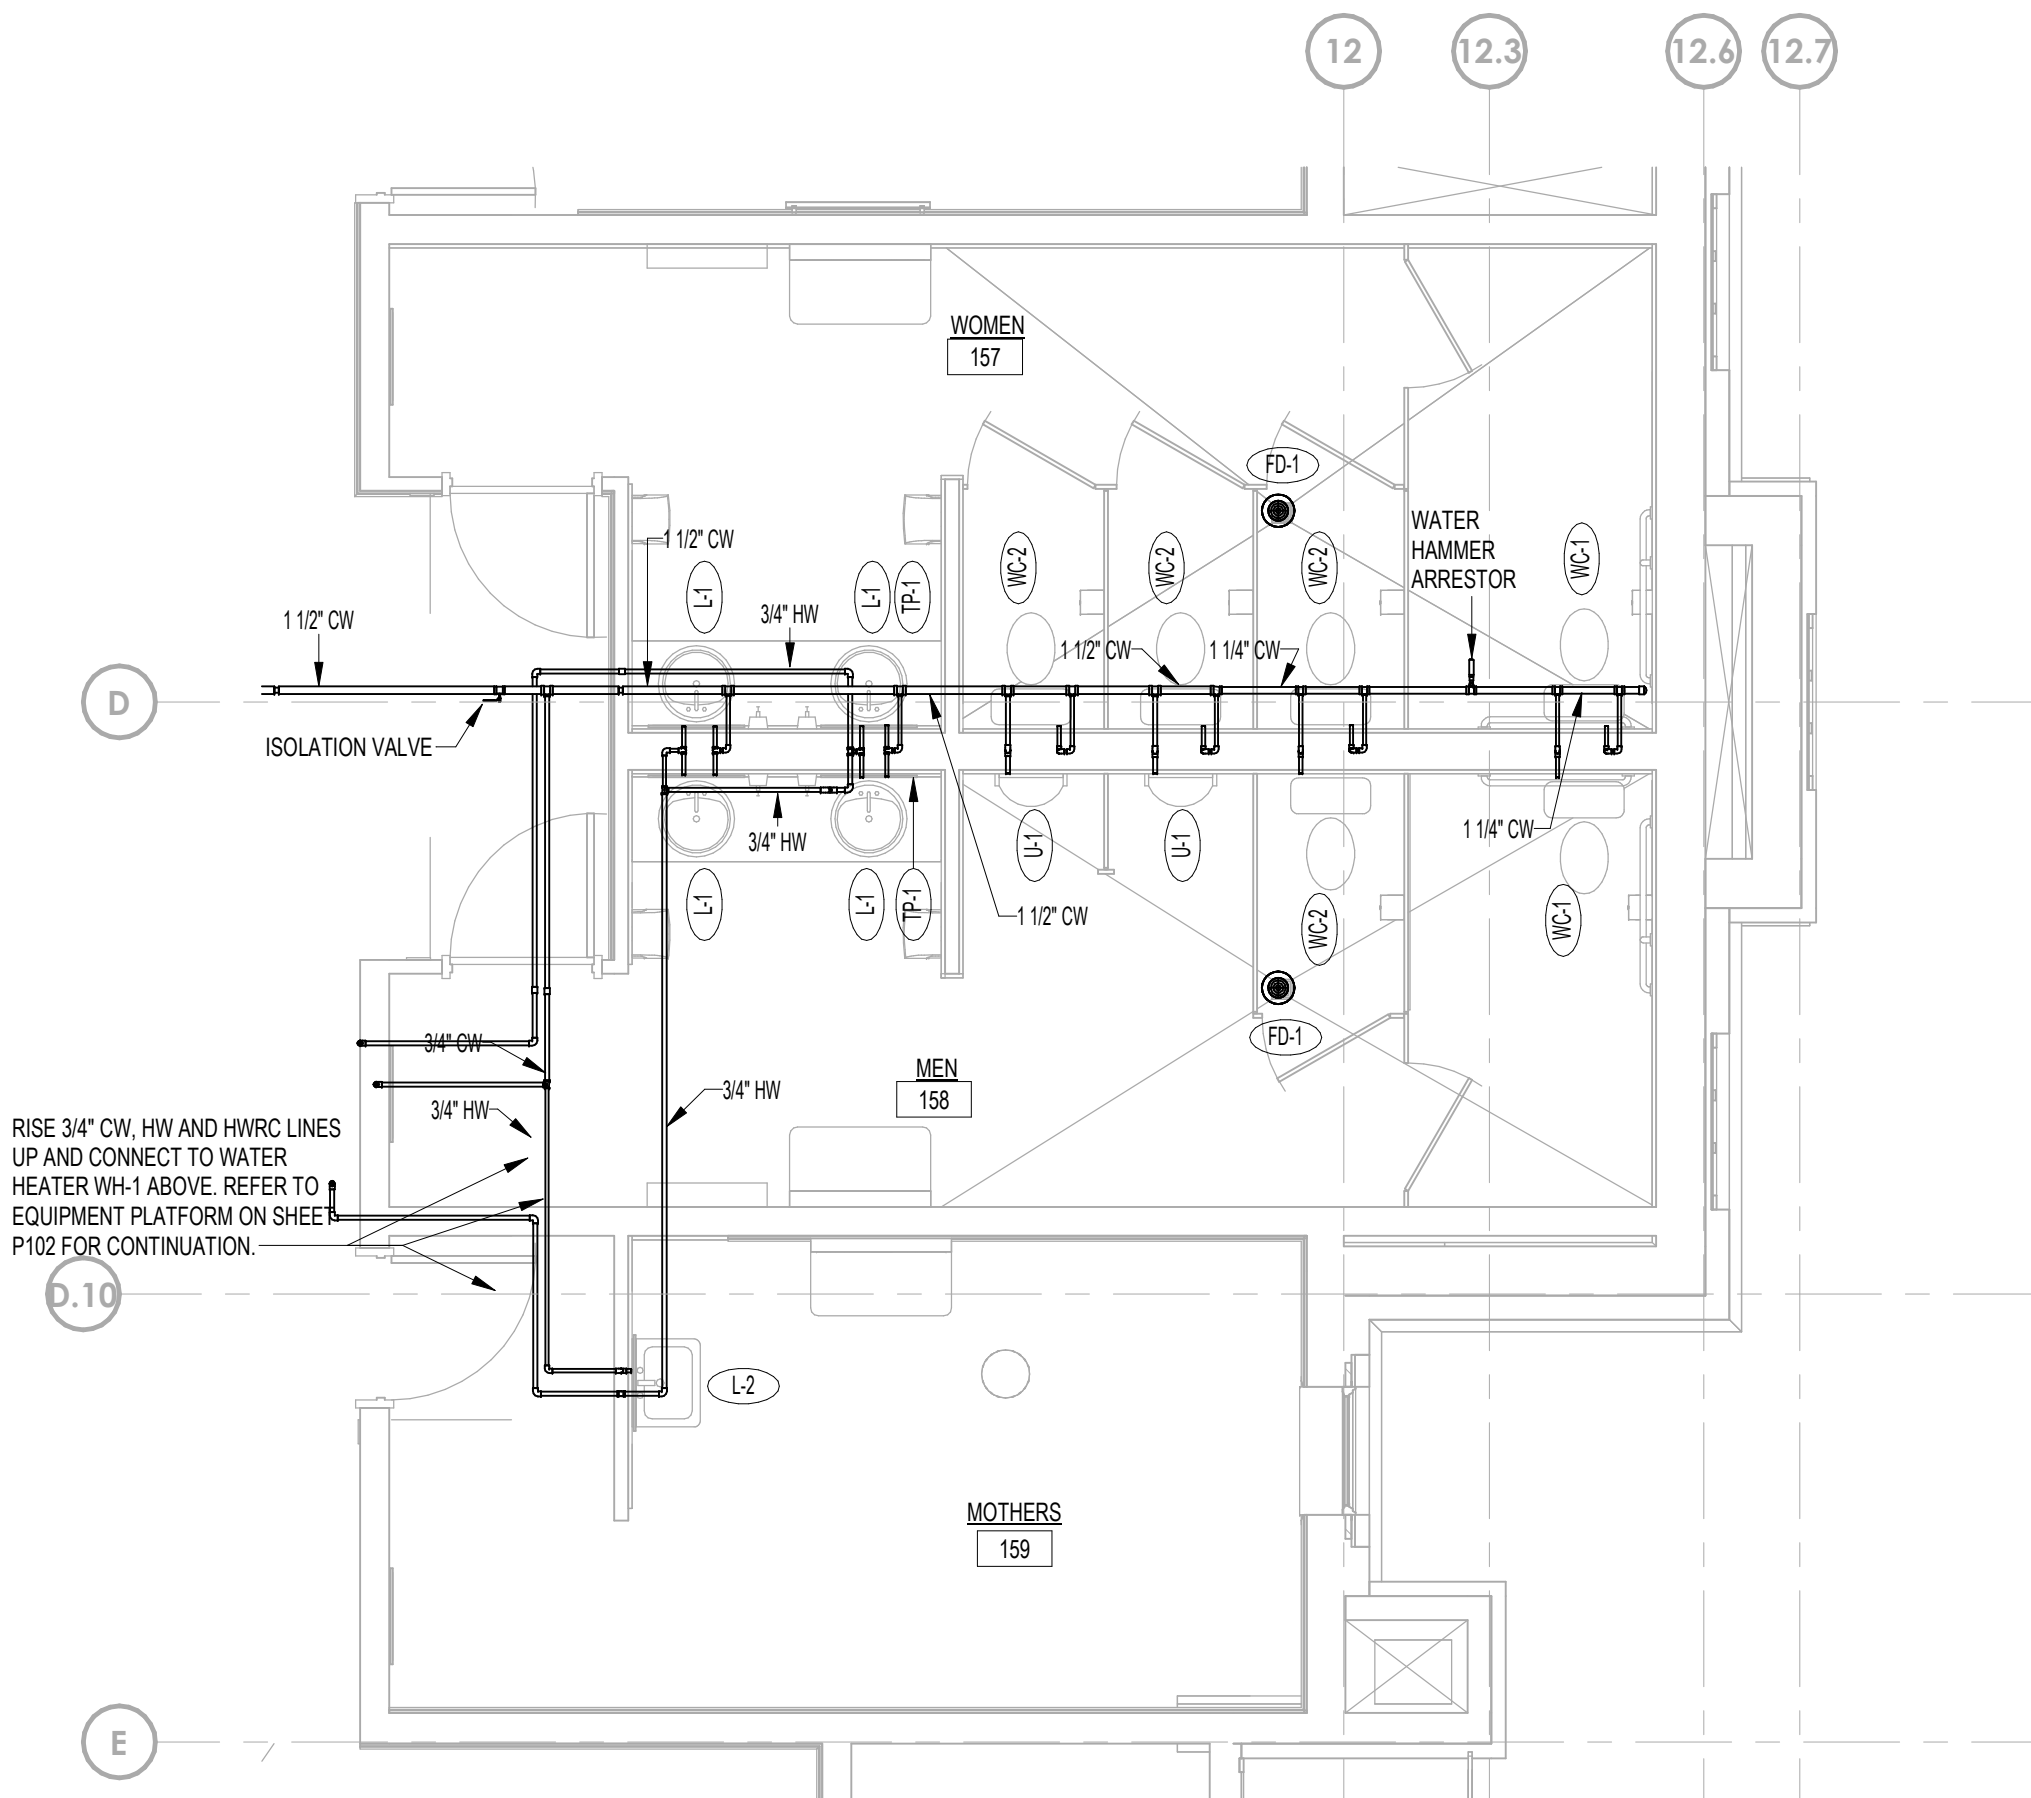 12
12.3
12.6
12.7
WOMEN
157
FD-1
WATER
HAMMER
ARRESTOR
1 1/2" CW
WC-2
WC-2
WC-2
WC-1
L-1
L-1
TP-1
1 1/2" CW
3/4" HW
1 1/2" CW
1 1/4" CW
D
ISOLATION VALVE
3/4" HW
1 1/4" CW
U-1
U-1
L-1
L-1
TP-1
1 1/2" CW
WC-2
WC-1
FD-1
3/4" CW
MEN
158
3/4" HW
3/4" HW
RISE 3/4" CW, HW AND HWRC LINES
UP AND CONNECT TO WATER
HEATER WH-1 ABOVE. REFER TO
EQUIPMENT PLATFORM ON SHEET
P102 FOR CONTINUATION.
D.10
L-2
MOTHERS
159
E